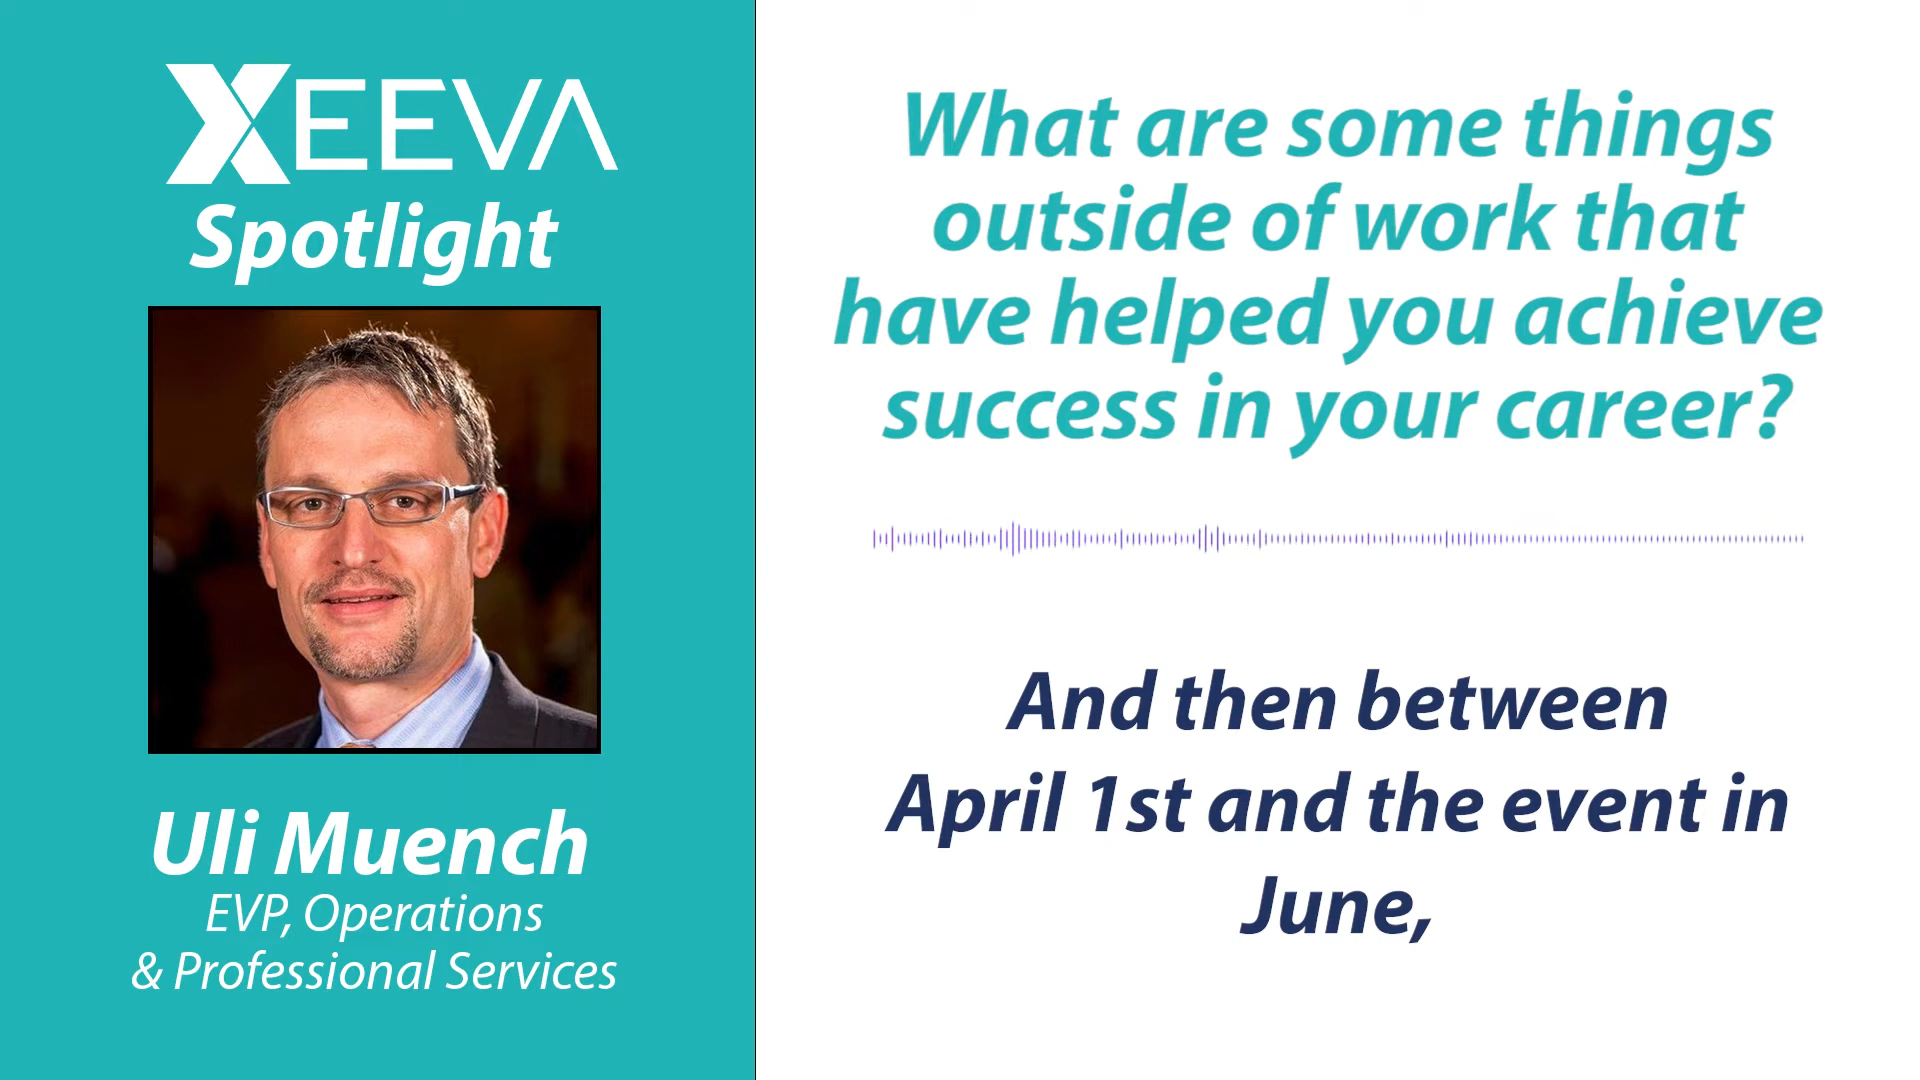 XEEVA
Spotlight
Uli Muench
EVP, Operations
& Professional Services
What are some things
outside of work that
have helped you achieve
success in your career?
And then between
April 1st and the event in
June,